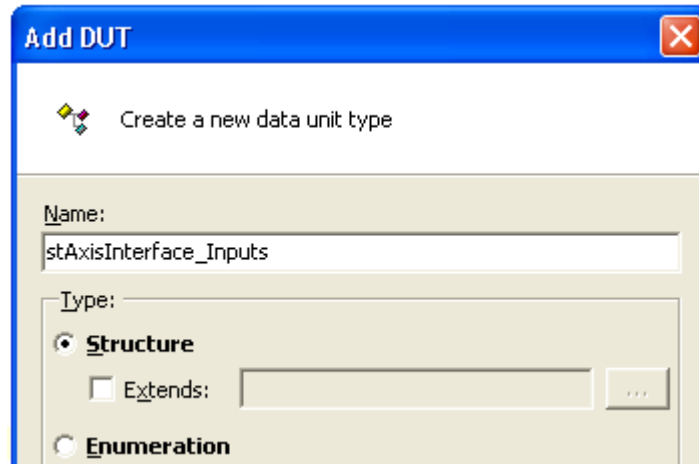 Add DUT
Create a new data unit type
Name:
stAxisInterface_Inputs
Type:
Structure
Extends:
...
Enumeration